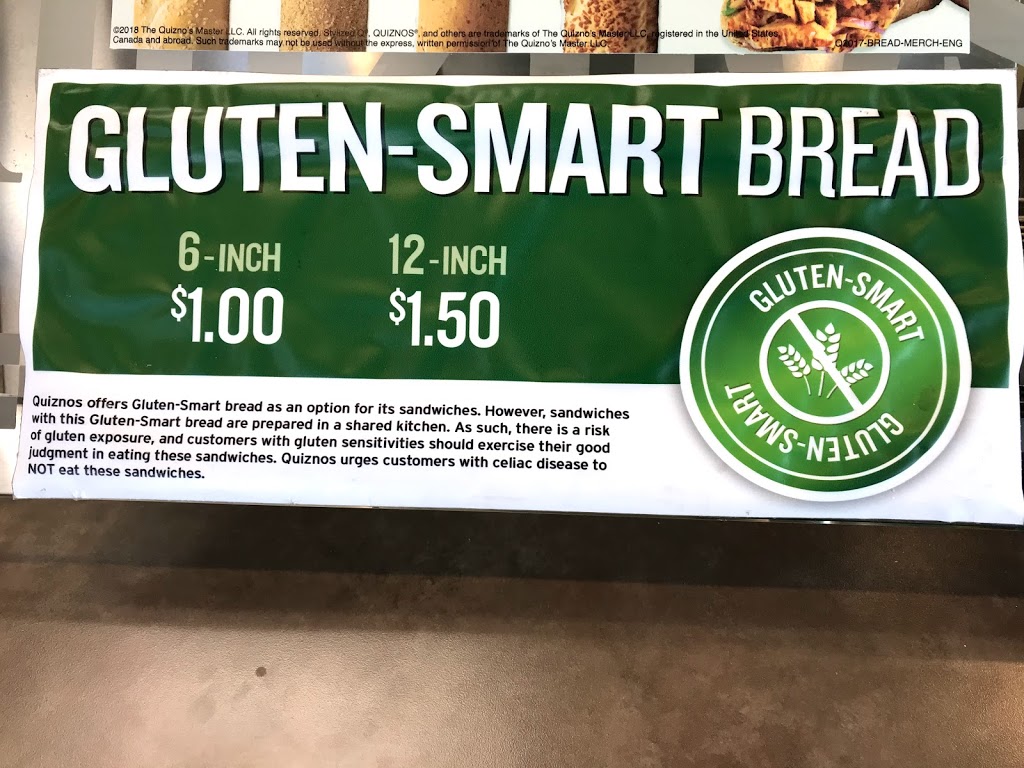 ©2018 The Quizno's Master LLC. All rights reserved. Stylized Q®, QUIZNOS®, and others are trademarks of The Quizno's Master LLC, registered in the United States,
Canada and abroad. Such trademarks may not be used without the express, written permission of The Quizno's Master LLC.
Q2017-BREAD-MERCH-ENG
GLUTEN-SMART BREAD
6-INCH 12-INCH
$1.00 $1.50
GLUTEN-SMART
GLUTEN-SMART
Quiznos offers Gluten-Smart bread as an option for its sandwiches. However, sandwiches
with this Gluten-Smart bread are prepared in a shared kitchen. As such, there is a risk
of gluten exposure, and customers with gluten sensitivities should exercise their good
judgment in eating these sandwiches. Quiznos urges customers with celiac disease to
NOT eat these sandwiches.